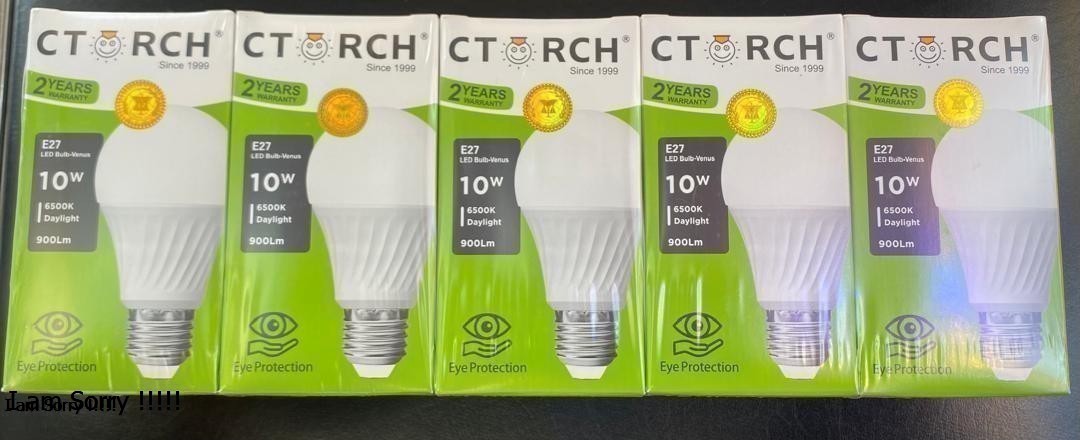 CTORCH®
Since 1999
2 YEARS
WARRANTY
E27
LED Bulb-Venus
10W
6500K
Daylight
900Lm
Eye Protection
CTORCH®
Since 1999
2 YEARS
WARRANTY
E27
LED Bulb-Venus
10W
6500K
Daylight
900Lm
Eye Protection
CTORCH®
Since 1999
2 YEARS
WARRANTY
E27
LED Bulb-Venus
10W
6500K
Daylight
900Lm
Eye Protection
CTORCH®
Since 1999
2 YEARS
WARRANTY
E27
LED Bulb-Venus
10W
6500K
Daylight
900Lm
Eye Protection
CTORCH®
Since 1999
2 YEARS
WARRANTY
E27
LED Bulb-Venus
10W
6500K
Daylight
900Lm
Eye Protection
I am Sorry !!!!!
I am Sorry !!!!!